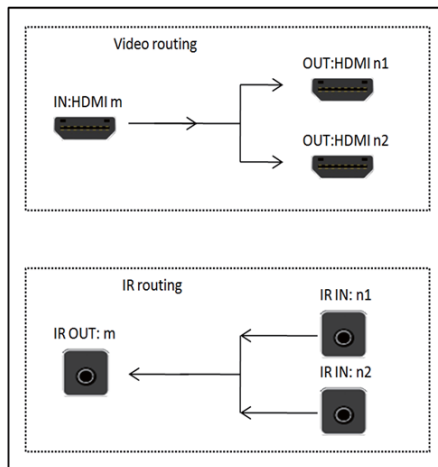 Video routing
OUT:HDMI n1
IN:HDMI m
OUT:HDMI n2
IR routing
IR IN: n1
IR OUT: m
IR IN: n2